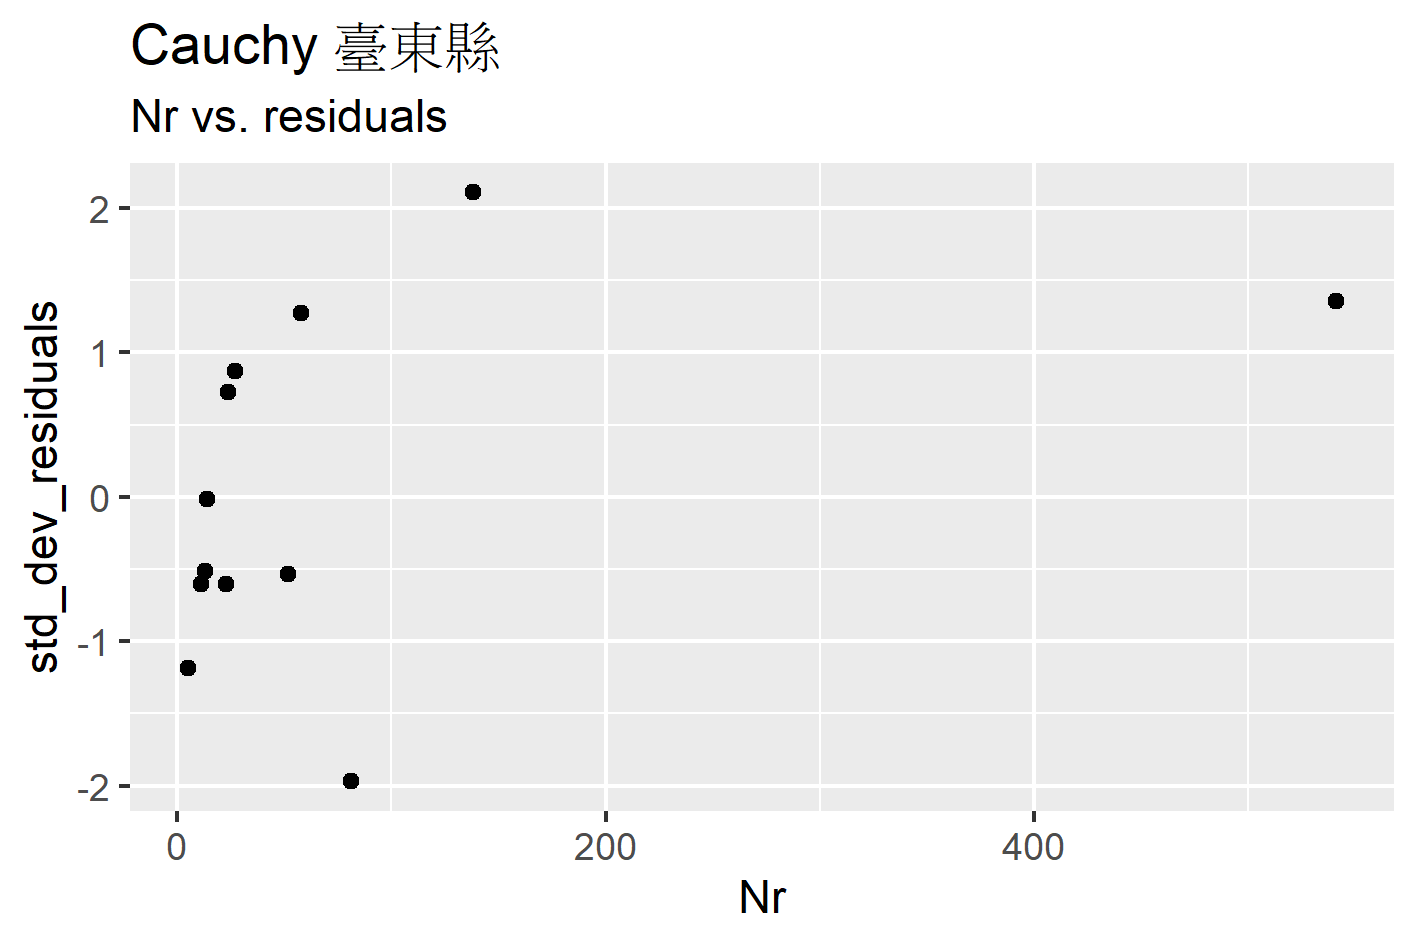 Cauchy 臺東縣
Nr vs. residuals
2
1
0
-1
-2
std_dev_residuals
0
200
400
Nr